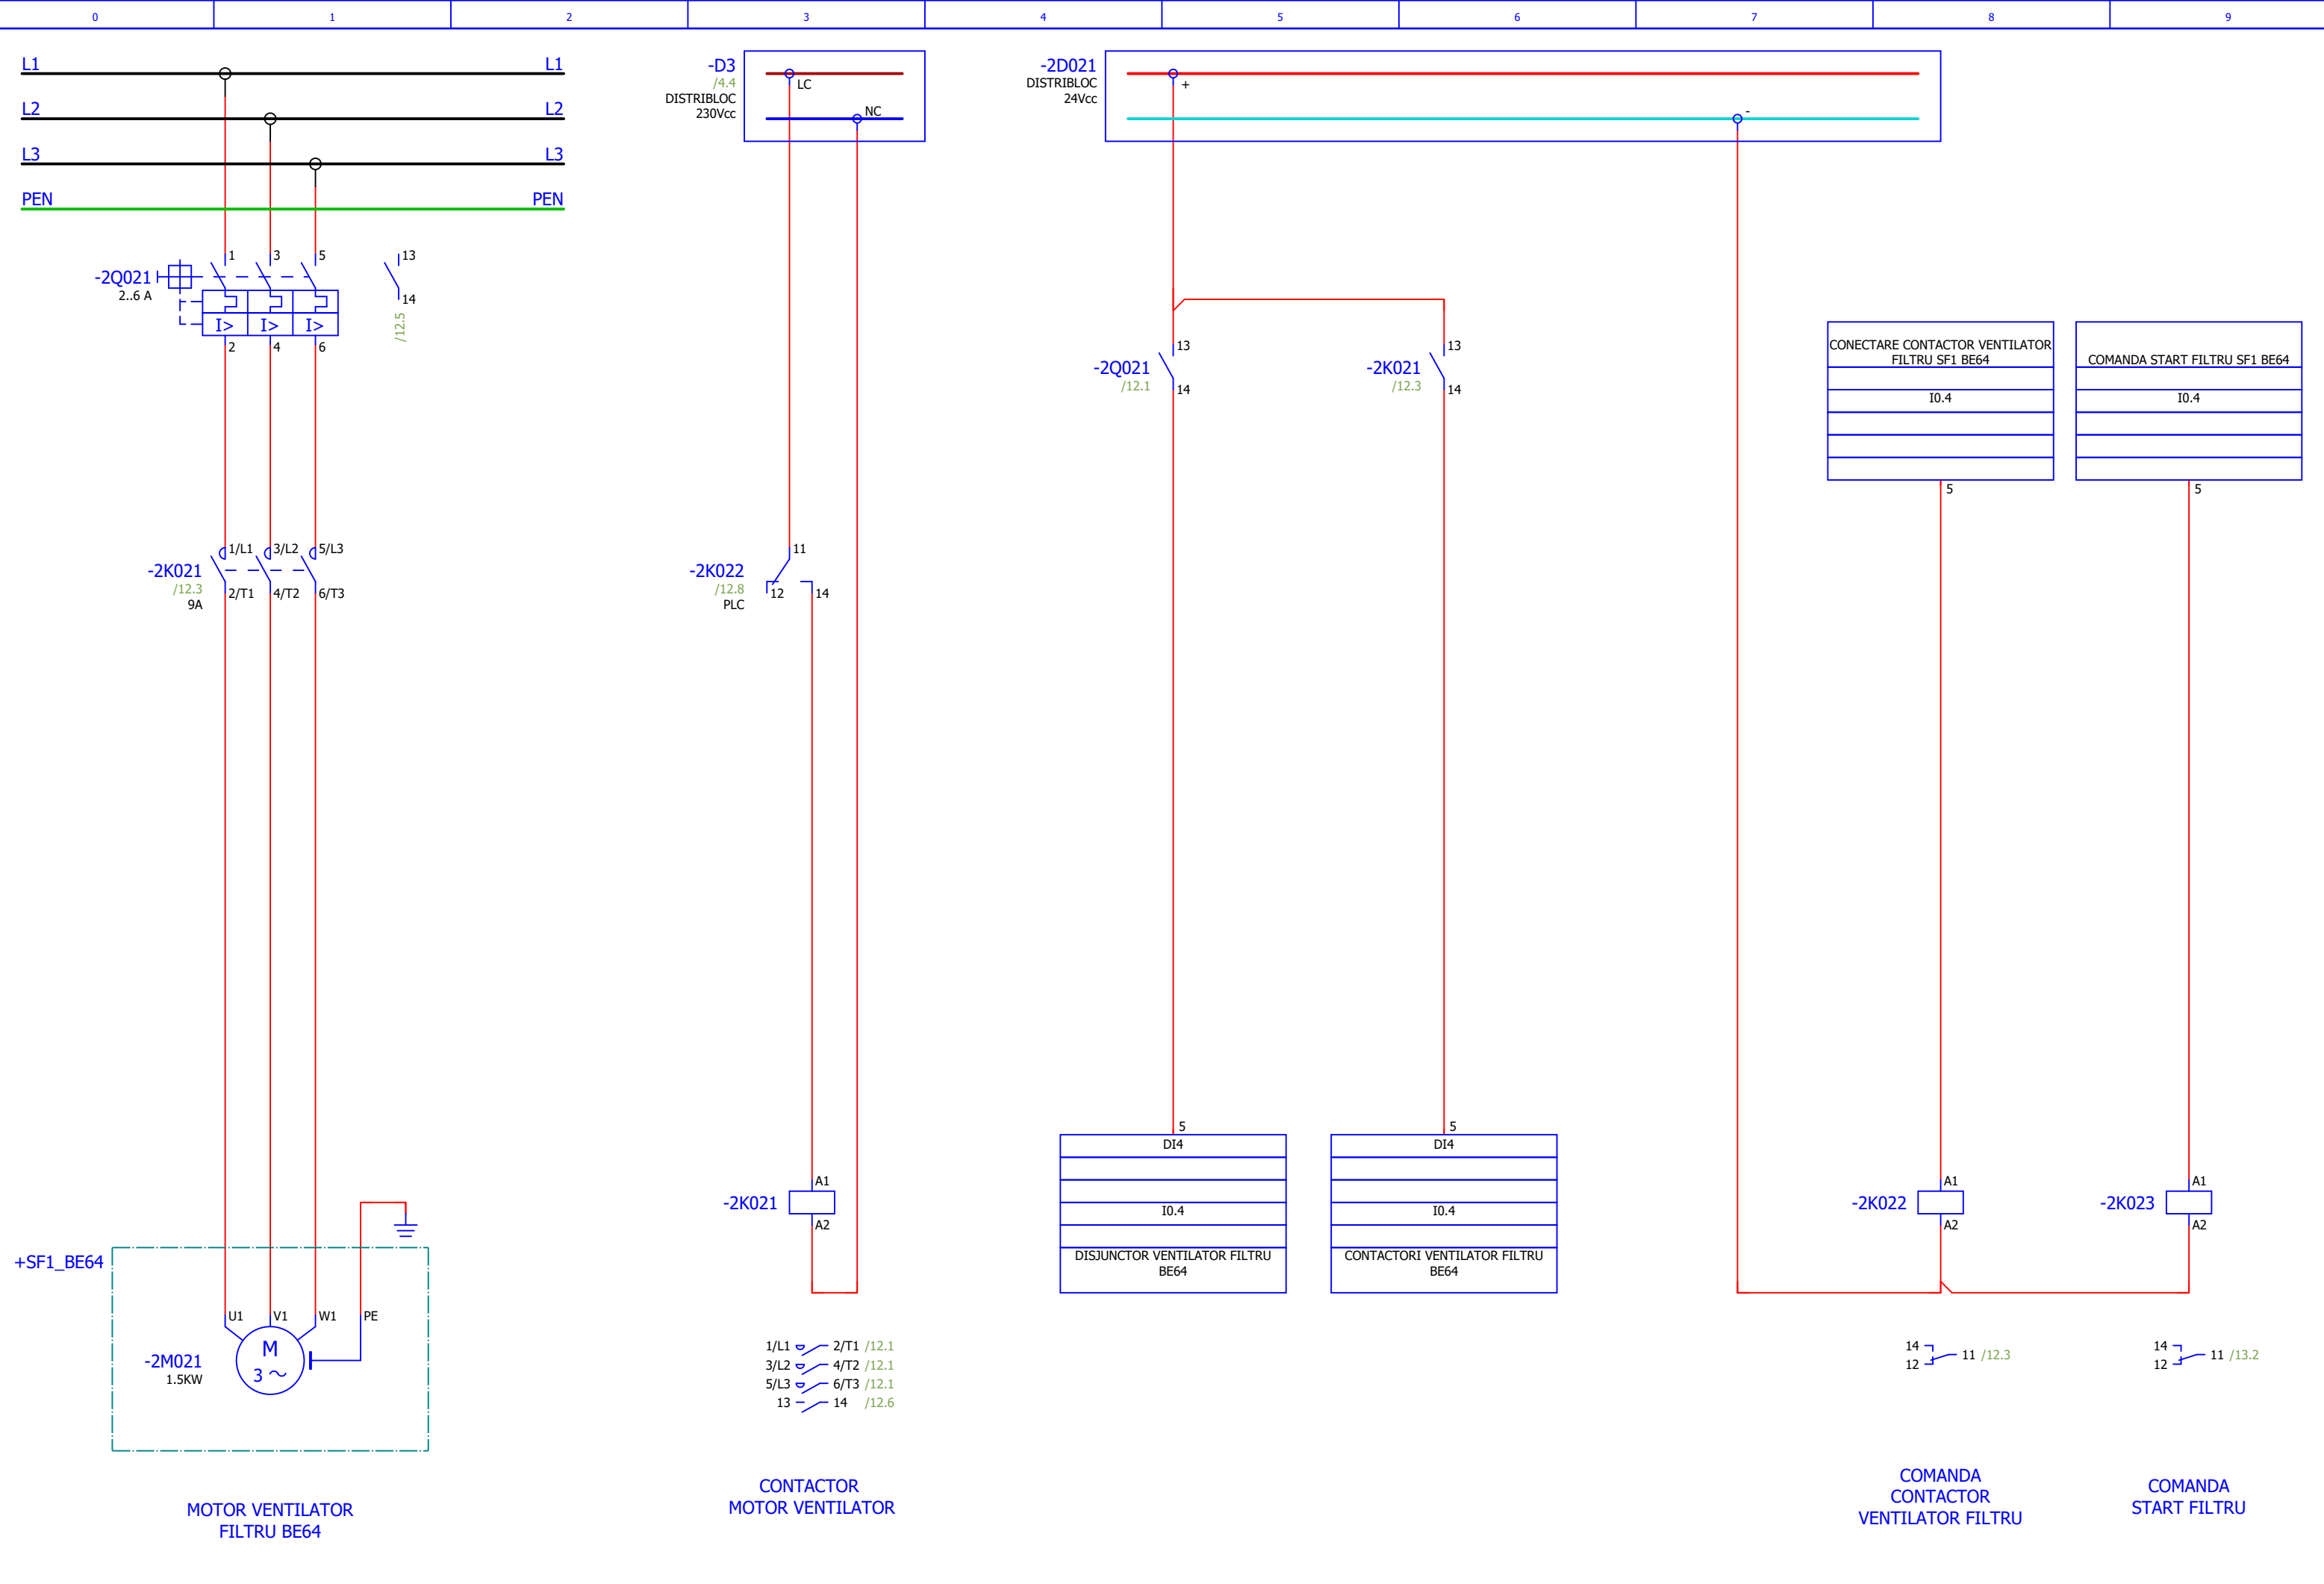 0 1 2 3 4 5 6 7 8 9
L1 L1
L2 L2
L3 L3
PEN PEN
-2Q021
2..6 A
1 3 5
I> I> I>
2 4 6
13
14
/12.5
-2K021
/12.3
9A
1/L1 3/L2 5/L3
2/T1 4/T2 6/T3
+SF1_BE64
U1 V1 W1 PE
-2M021
1.5KW
M
3
MOTOR VENTILATOR
FILTRU BE64
-D3
/4.4
DISTRIBLOC
230Vcc
LC
NC
-2K022
/12.8
PLC
11
12 14
-2K021
A1
A2
1/L1 2/T1 /12.1
3/L2 4/T2 /12.1
5/L3 6/T3 /12.1
13 14 /12.6
CONTACTOR
MOTOR VENTILATOR
-2D021
DISTRIBLOC
24Vcc
+
-
-2Q021
/12.1
13
14
-2K021
/12.3
13
14
5
DI4
I0.4
DISJUNCTOR VENTILATOR FILTRU
BE64
5
DI4
I0.4
CONTACTORI VENTILATOR FILTRU
BE64
CONECTARE CONTACTOR VENTILATOR
FILTRU SF1 BE64
I0.4
5
COMANDA START FILTRU SF1 BE64
I0.4
5
-2K022
A1
A2
14
12
11 /12.3
COMANDA
CONTACTOR
VENTILATOR FILTRU
-2K023
A1
A2
14
12
11 /13.2
COMANDA
START FILTRU